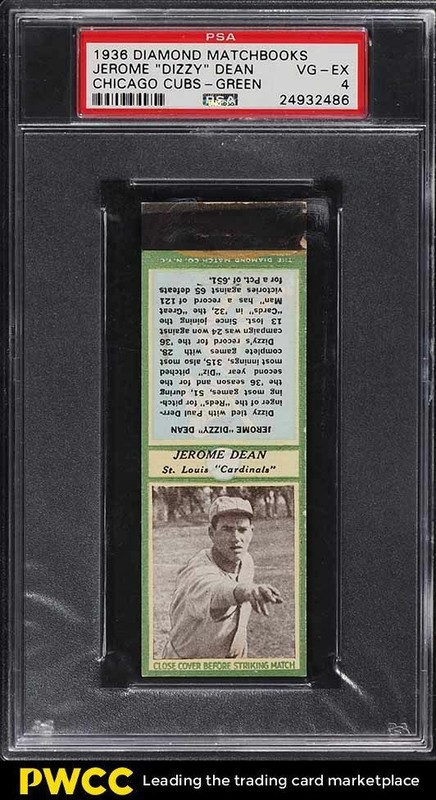 PSA
1936 DIAMOND MATCHBOOKS
JEROME "DIZZY" DEAN VG-EX
CHICAGO CUBS-GREEN 4
24932486
THE DIAMOND MATCH CO. N.Y.C.
JEROME "DIZZY" DEAN
Dizzy tied with Paul Derr-
inger of the "Reds" for pitch-
ing most games, 51, during
the '36 season and for the
second year "Diz" pitched
most innings, 315, also most
complete games with 28.
Dizzy's record for the '36
campaign was 24 won against
13 lost. Since joining the
"Cards" in '32, the "Great
Man" has a record of 121
victories against 65 defeats
for a Pct. of .651.
JEROME DEAN
St. Louis "Cardinals"
CLOSE COVER BEFORE STRIKING MATCH
PWCC Leading the trading card marketplace